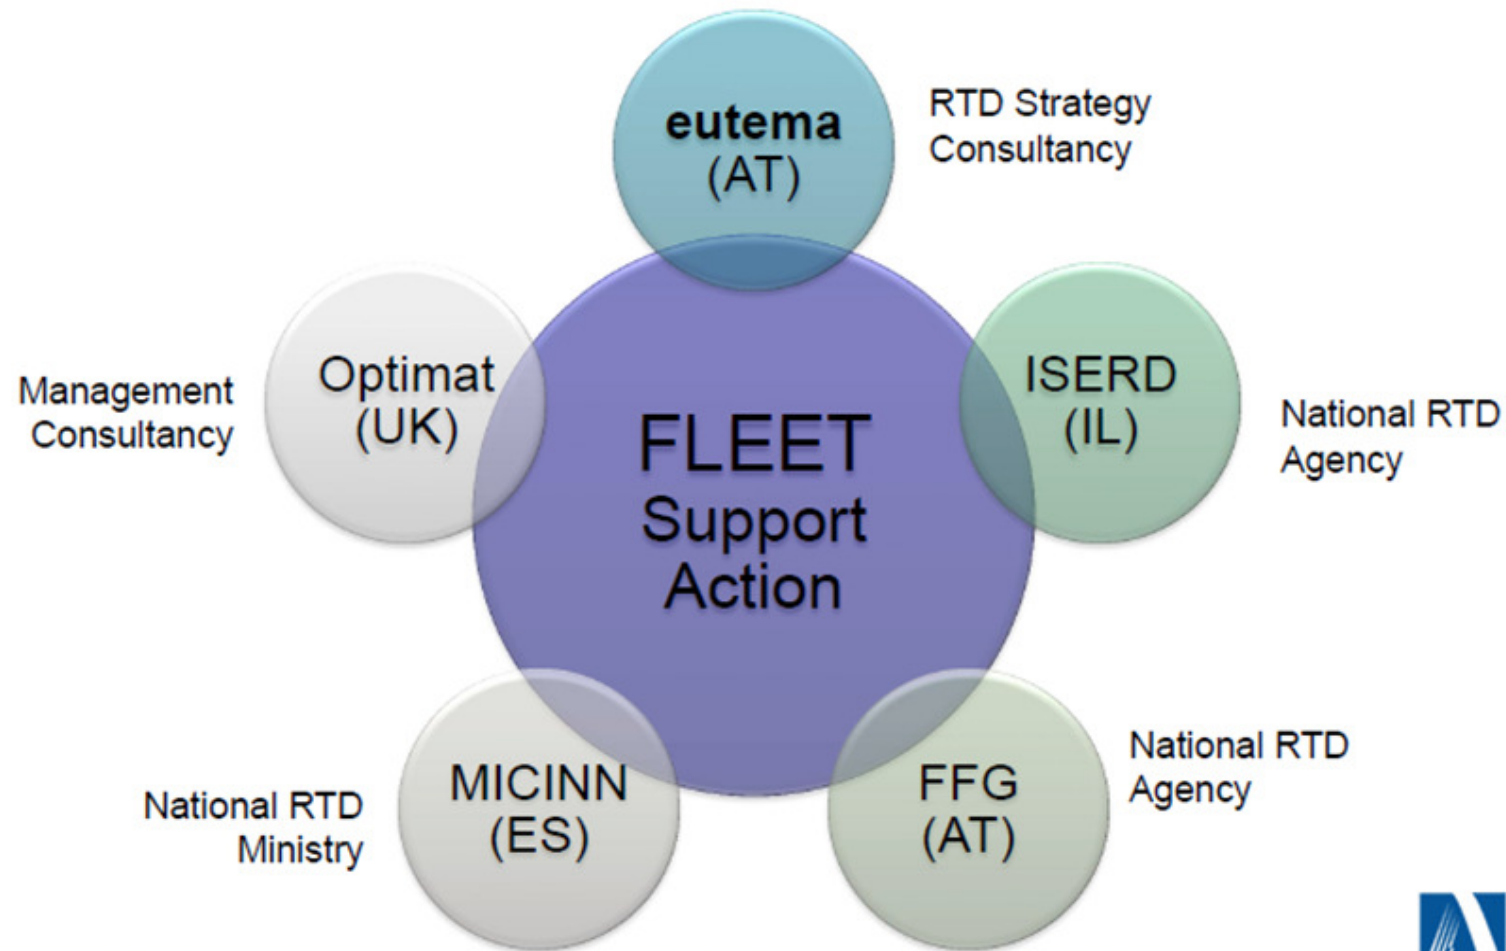 eutema
(AT)
RTD Strategy
Consultancy
Optimat
(UK)
Management
Consultancy
ISERD
(IL)
National RTD
Agency
FLEET
Support
Action
MICINN
(ES)
National RTD
Ministry
FFG
(AT)
National RTD
Agency